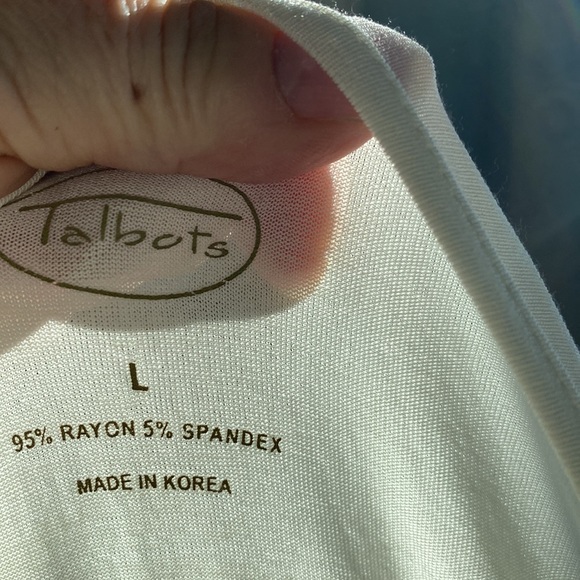 Talbots
L
95% RAYON 5% SPANDEX
MADE IN KOREA